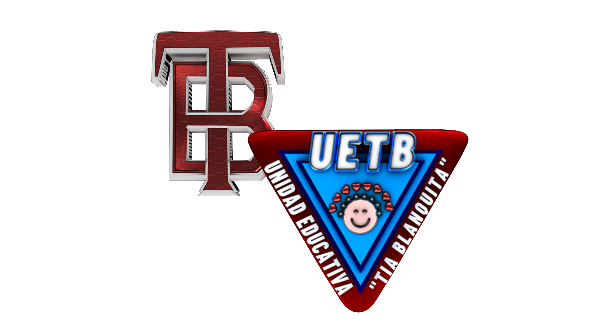 TB
UETB
UNIDAD EDUCATIVA
"TIA BLANQUITA"